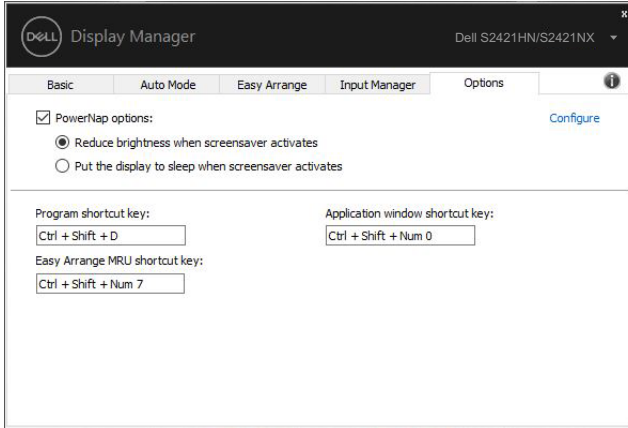 x
DELL Display Manager
Dell S2421HN/S2421NX
Basic Auto Mode Easy Arrange Input Manager Options
PowerNap options:
Configure
Reduce brightness when screensaver activates
Put the display to sleep when screensaver activates
Program shortcut key:
Application window shortcut key:
Ctrl + Shift + D
Ctrl + Shift + Num 0
Easy Arrange MRU shortcut key:
Ctrl + Shift + Num 7